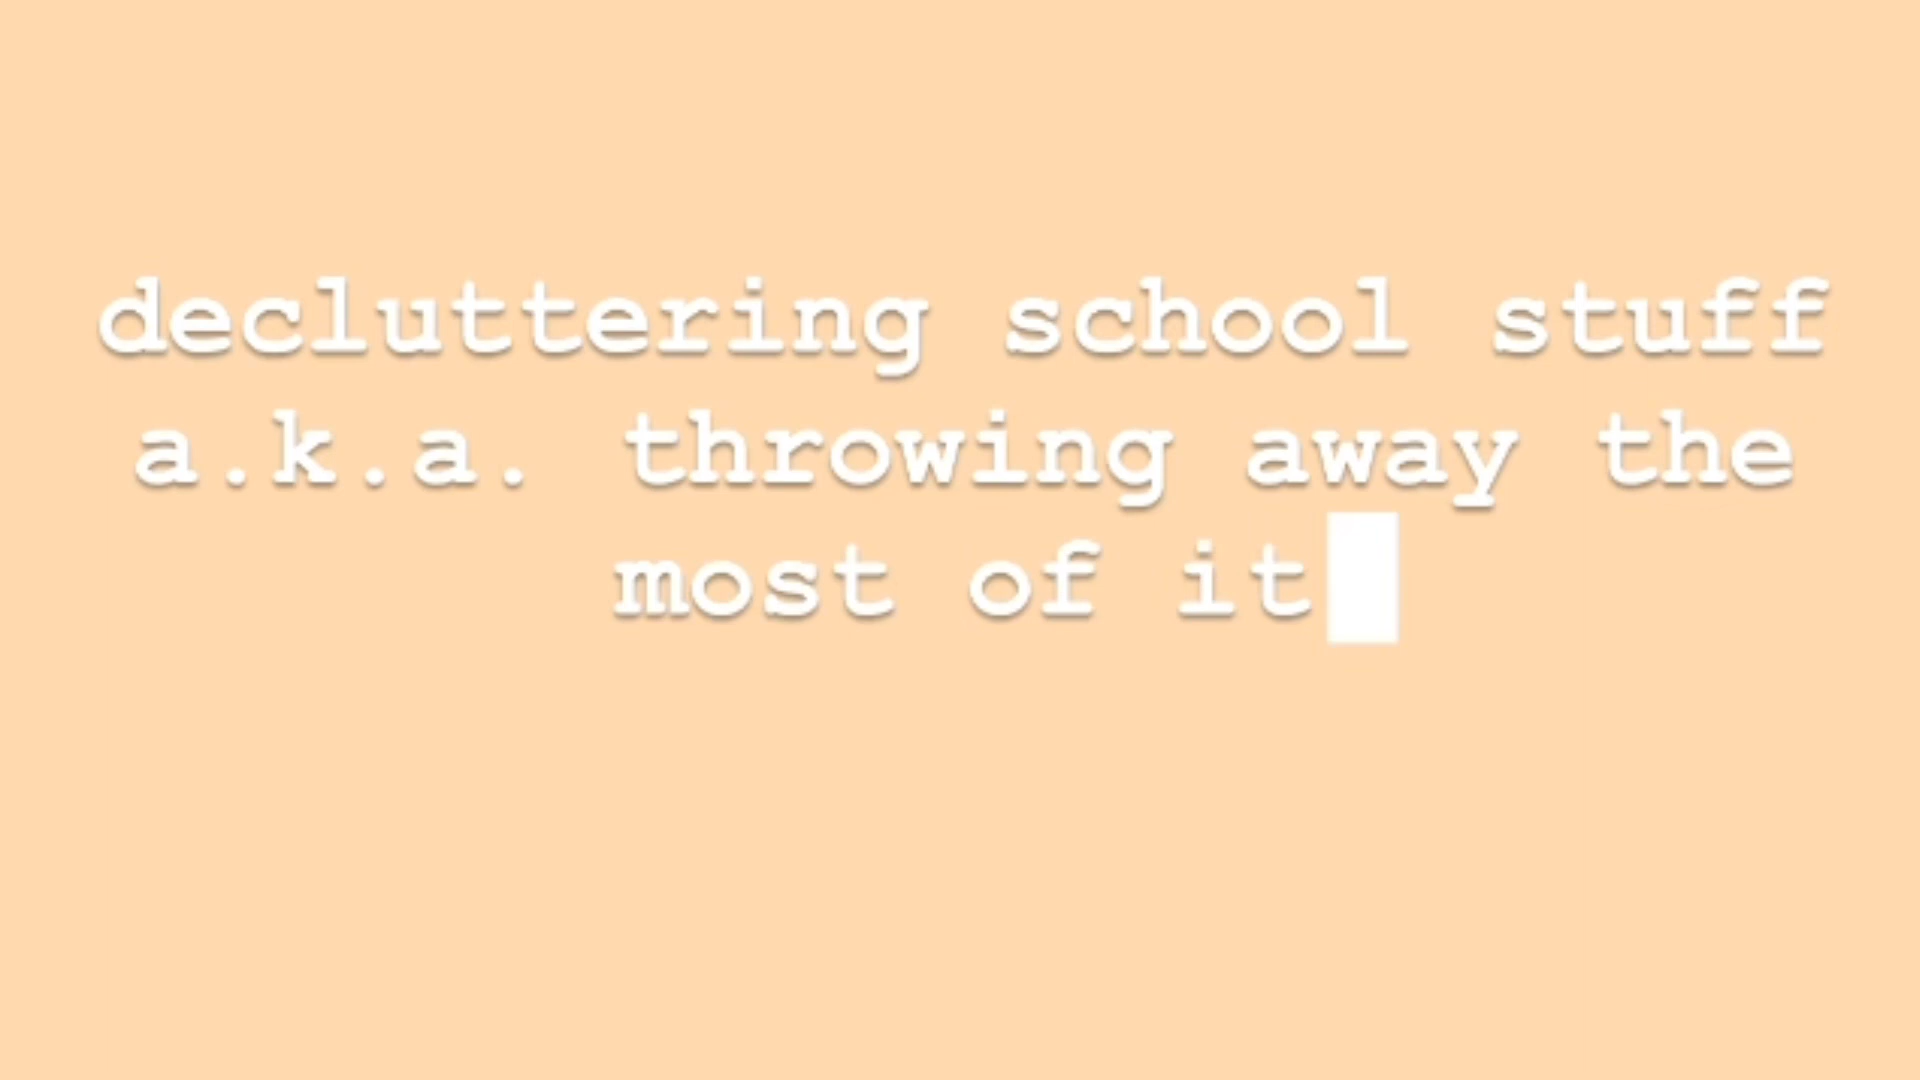 decluttering school stuff
a.k.a. throwing away the
most of it